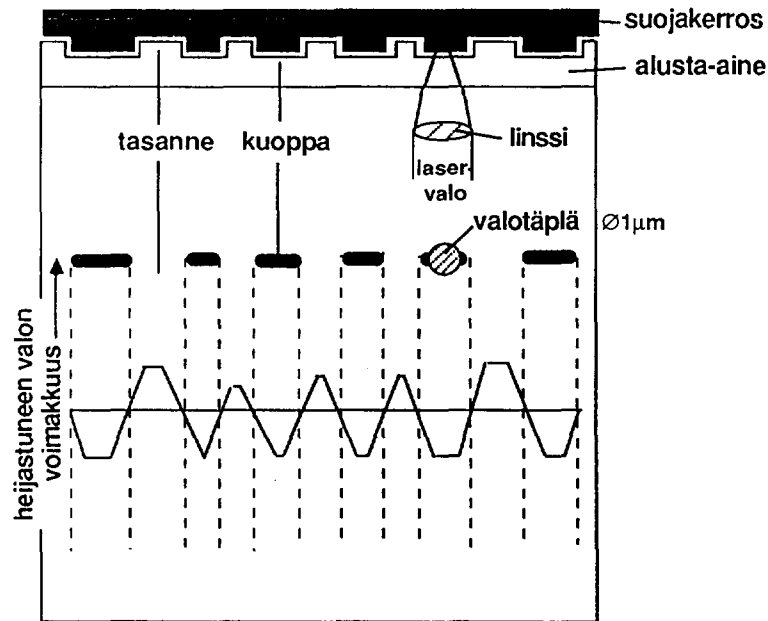 suojakerros
alusta-aine
tasanne
kuoppa
linssi
laser-
valo
valotäplä Ø1µm
heijastuneen valon
voimakkuus